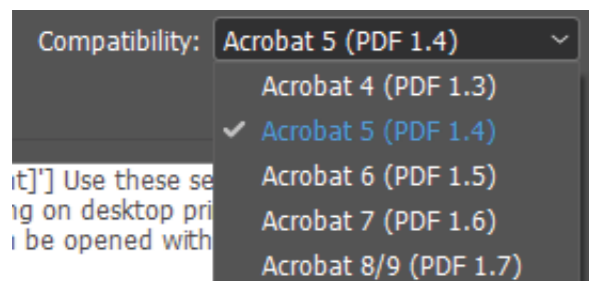 Compatibility: Acrobat 5 (PDF 1.4)
Acrobat 4 (PDF 1.3)
Acrobat 5 (PDF 1.4)
Acrobat 6 (PDF 1.5)
Acrobat 7 (PDF 1.6)
Acrobat 8/9 (PDF 1.7)
t]'] Use these se
ng on desktop pri
be opened with